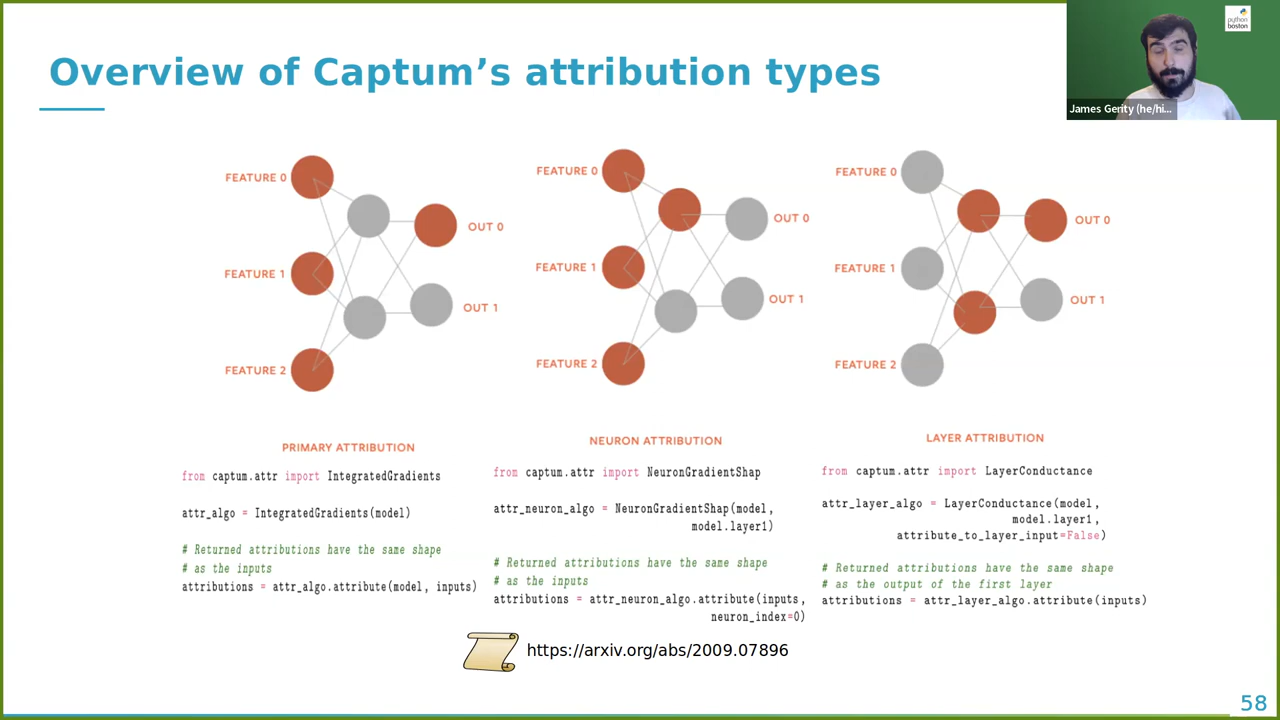 Overview of Captum's attribution types
python
boston
James Gerity (he/hi...
FEATURE 0
FEATURE 1
FEATURE 2
OUT 0
OUT 1
FEATURE 0
FEATURE 1
FEATURE 2
OUT 0
OUT 1
FEATURE 0
FEATURE 1
FEATURE 2
OUT 0
OUT 1
PRIMARY ATTRIBUTION
from captum.attr import IntegratedGradients
attr_algo = IntegratedGradients(model)
# Returned attributions have the same shape
# as the inputs
attributions = attr_algo.attribute(model, inputs)
NEURON ATTRIBUTION
from captum.attr import NeuronGradientShap
attr_neuron_algo = NeuronGradientShap(model,
model.layer1)
# Returned attributions have the same shape
# as the inputs
attributions = attr_neuron_algo.attribute(inputs,
neuron_index=0)
LAYER ATTRIBUTION
from captum.attr import LayerConductance
attr_layer_algo = LayerConductance(model,
model.layer1,
attribute_to_layer_input=False)
# Returned attributions have the same shape
# as the output of the first layer
attributions = attr_layer_algo.attribute(inputs)
https://arxiv.org/abs/2009.07896
58